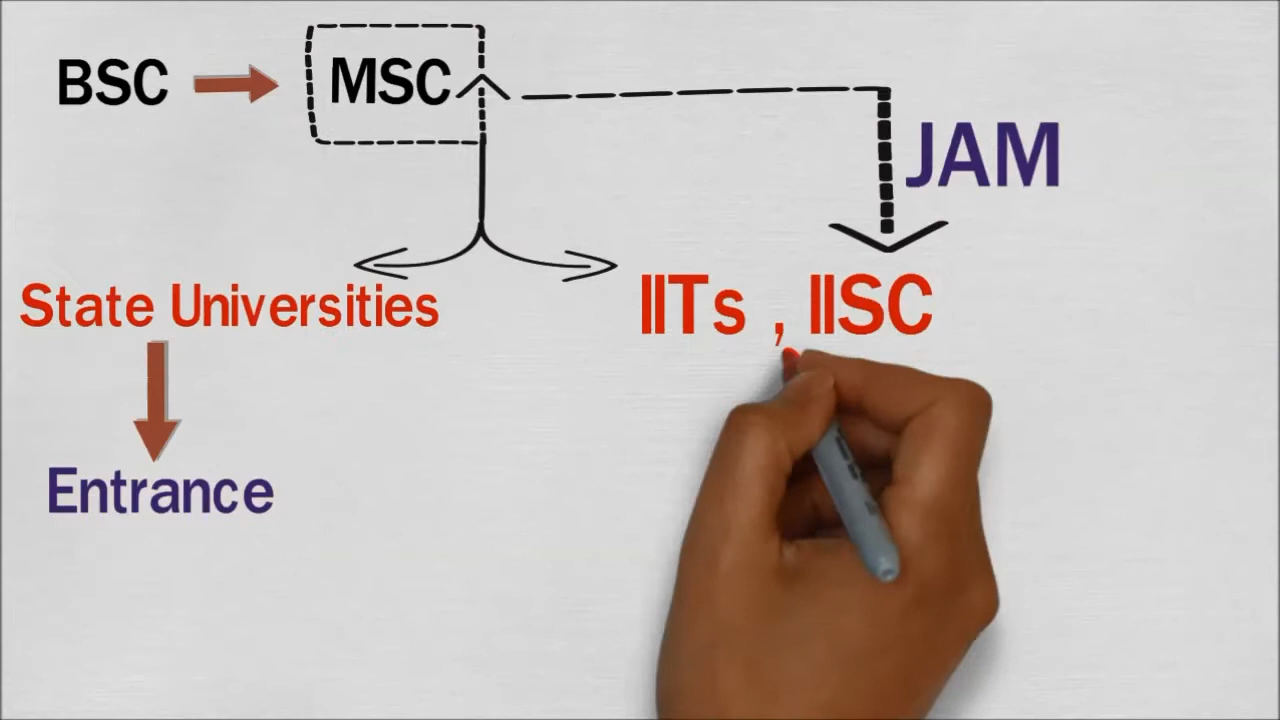 BSC
MSC
JAM
State Universities
IITs , IISC
Entrance